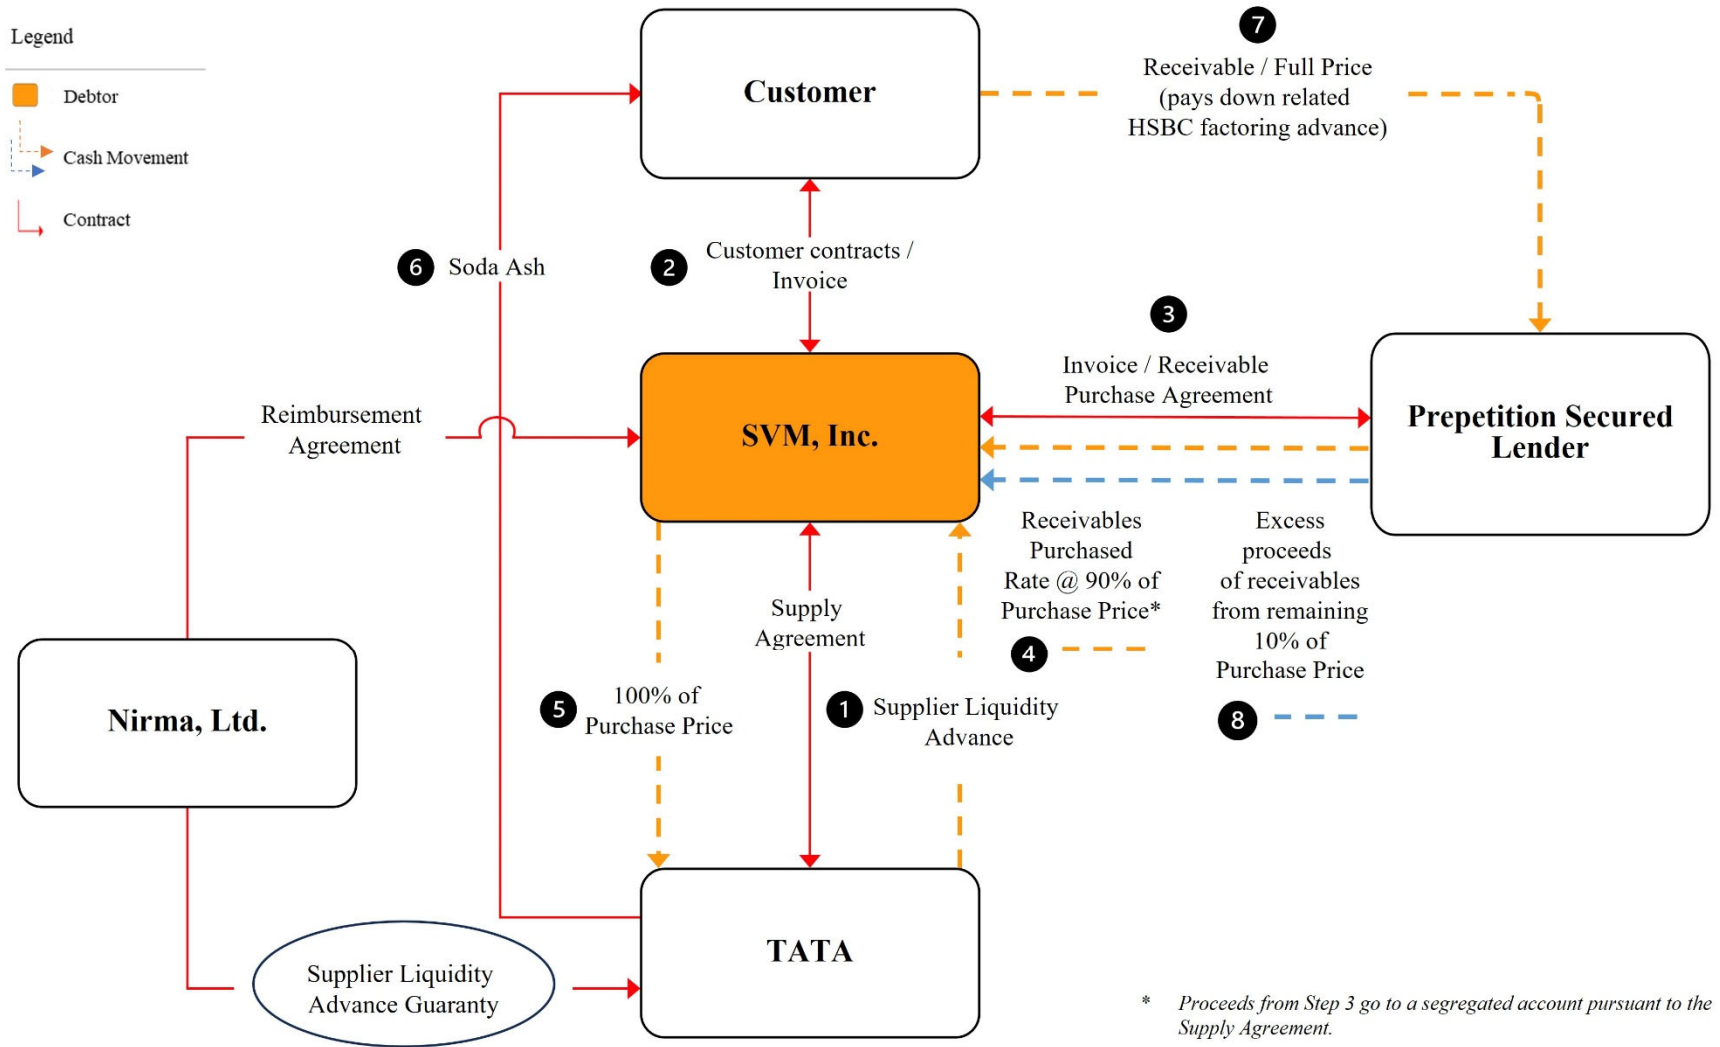 Legend
Debtor
Cash Movement
Contract
Customer
7
Receivable / Full Price
(pays down related
HSBC factoring advance)
6
Soda Ash
2
Customer contracts /
Invoice
3
Invoice / Receivable
Purchase Agreement
Reimbursement
Agreement
SVM, Inc.
Prepetition Secured
Lender
Receivables
Purchased
Rate @ 90% of
Purchase Price*
4
Excess
proceeds
of receivables
from remaining
10% of
Purchase Price
8
Supply
Agreement
Nirma, Ltd.
5
100% of
Purchase Price
1
Supplier Liquidity
Advance
TATA
Supplier Liquidity
Advance Guaranty
* Proceeds from Step 3 go to a segregated account pursuant to the
Supply Agreement.